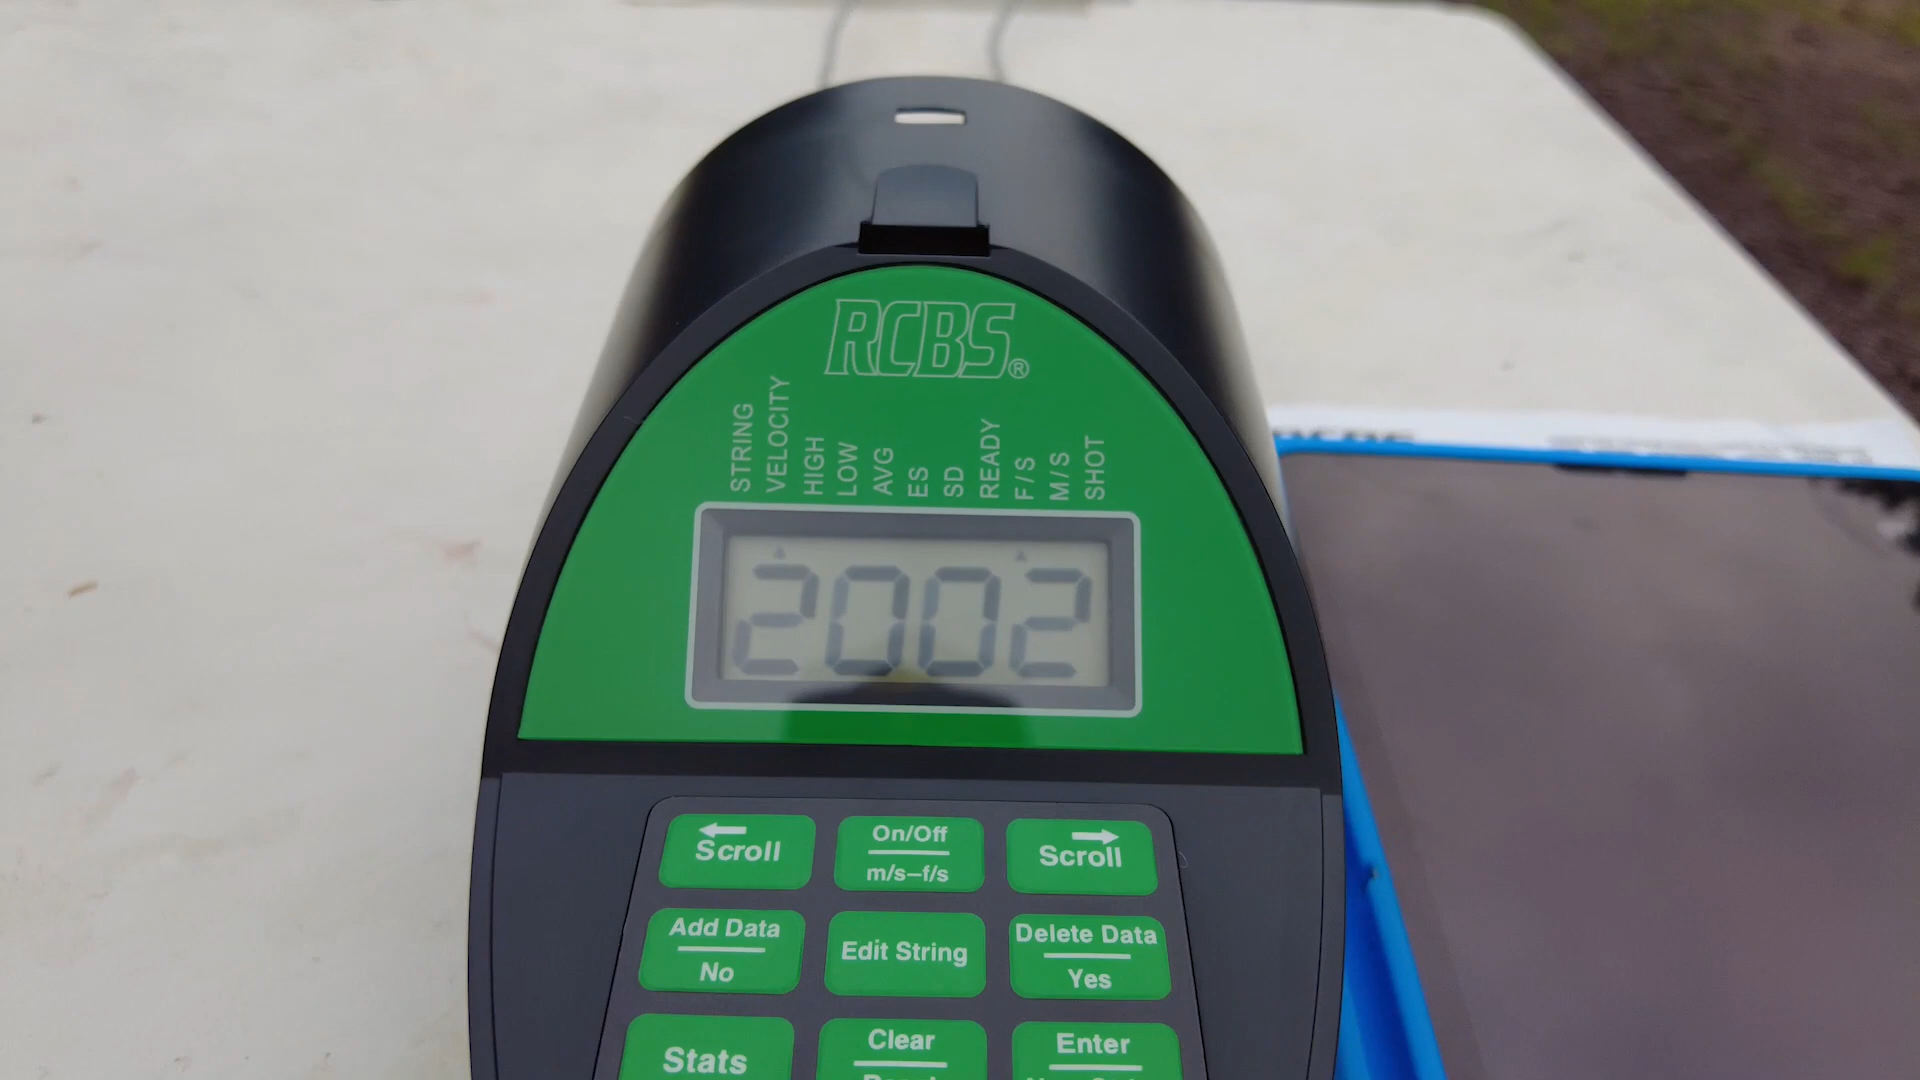 RCBS®
STRING
VELOCITY
HIGH
LOW
AVG
ES
SD
READY
F/S
M/S
SHOT
2002
Scroll
On/Off
m/s–f/s
Scroll
Add Data
No
Edit String
Delete Data
Yes
Stats
Clear
Enter